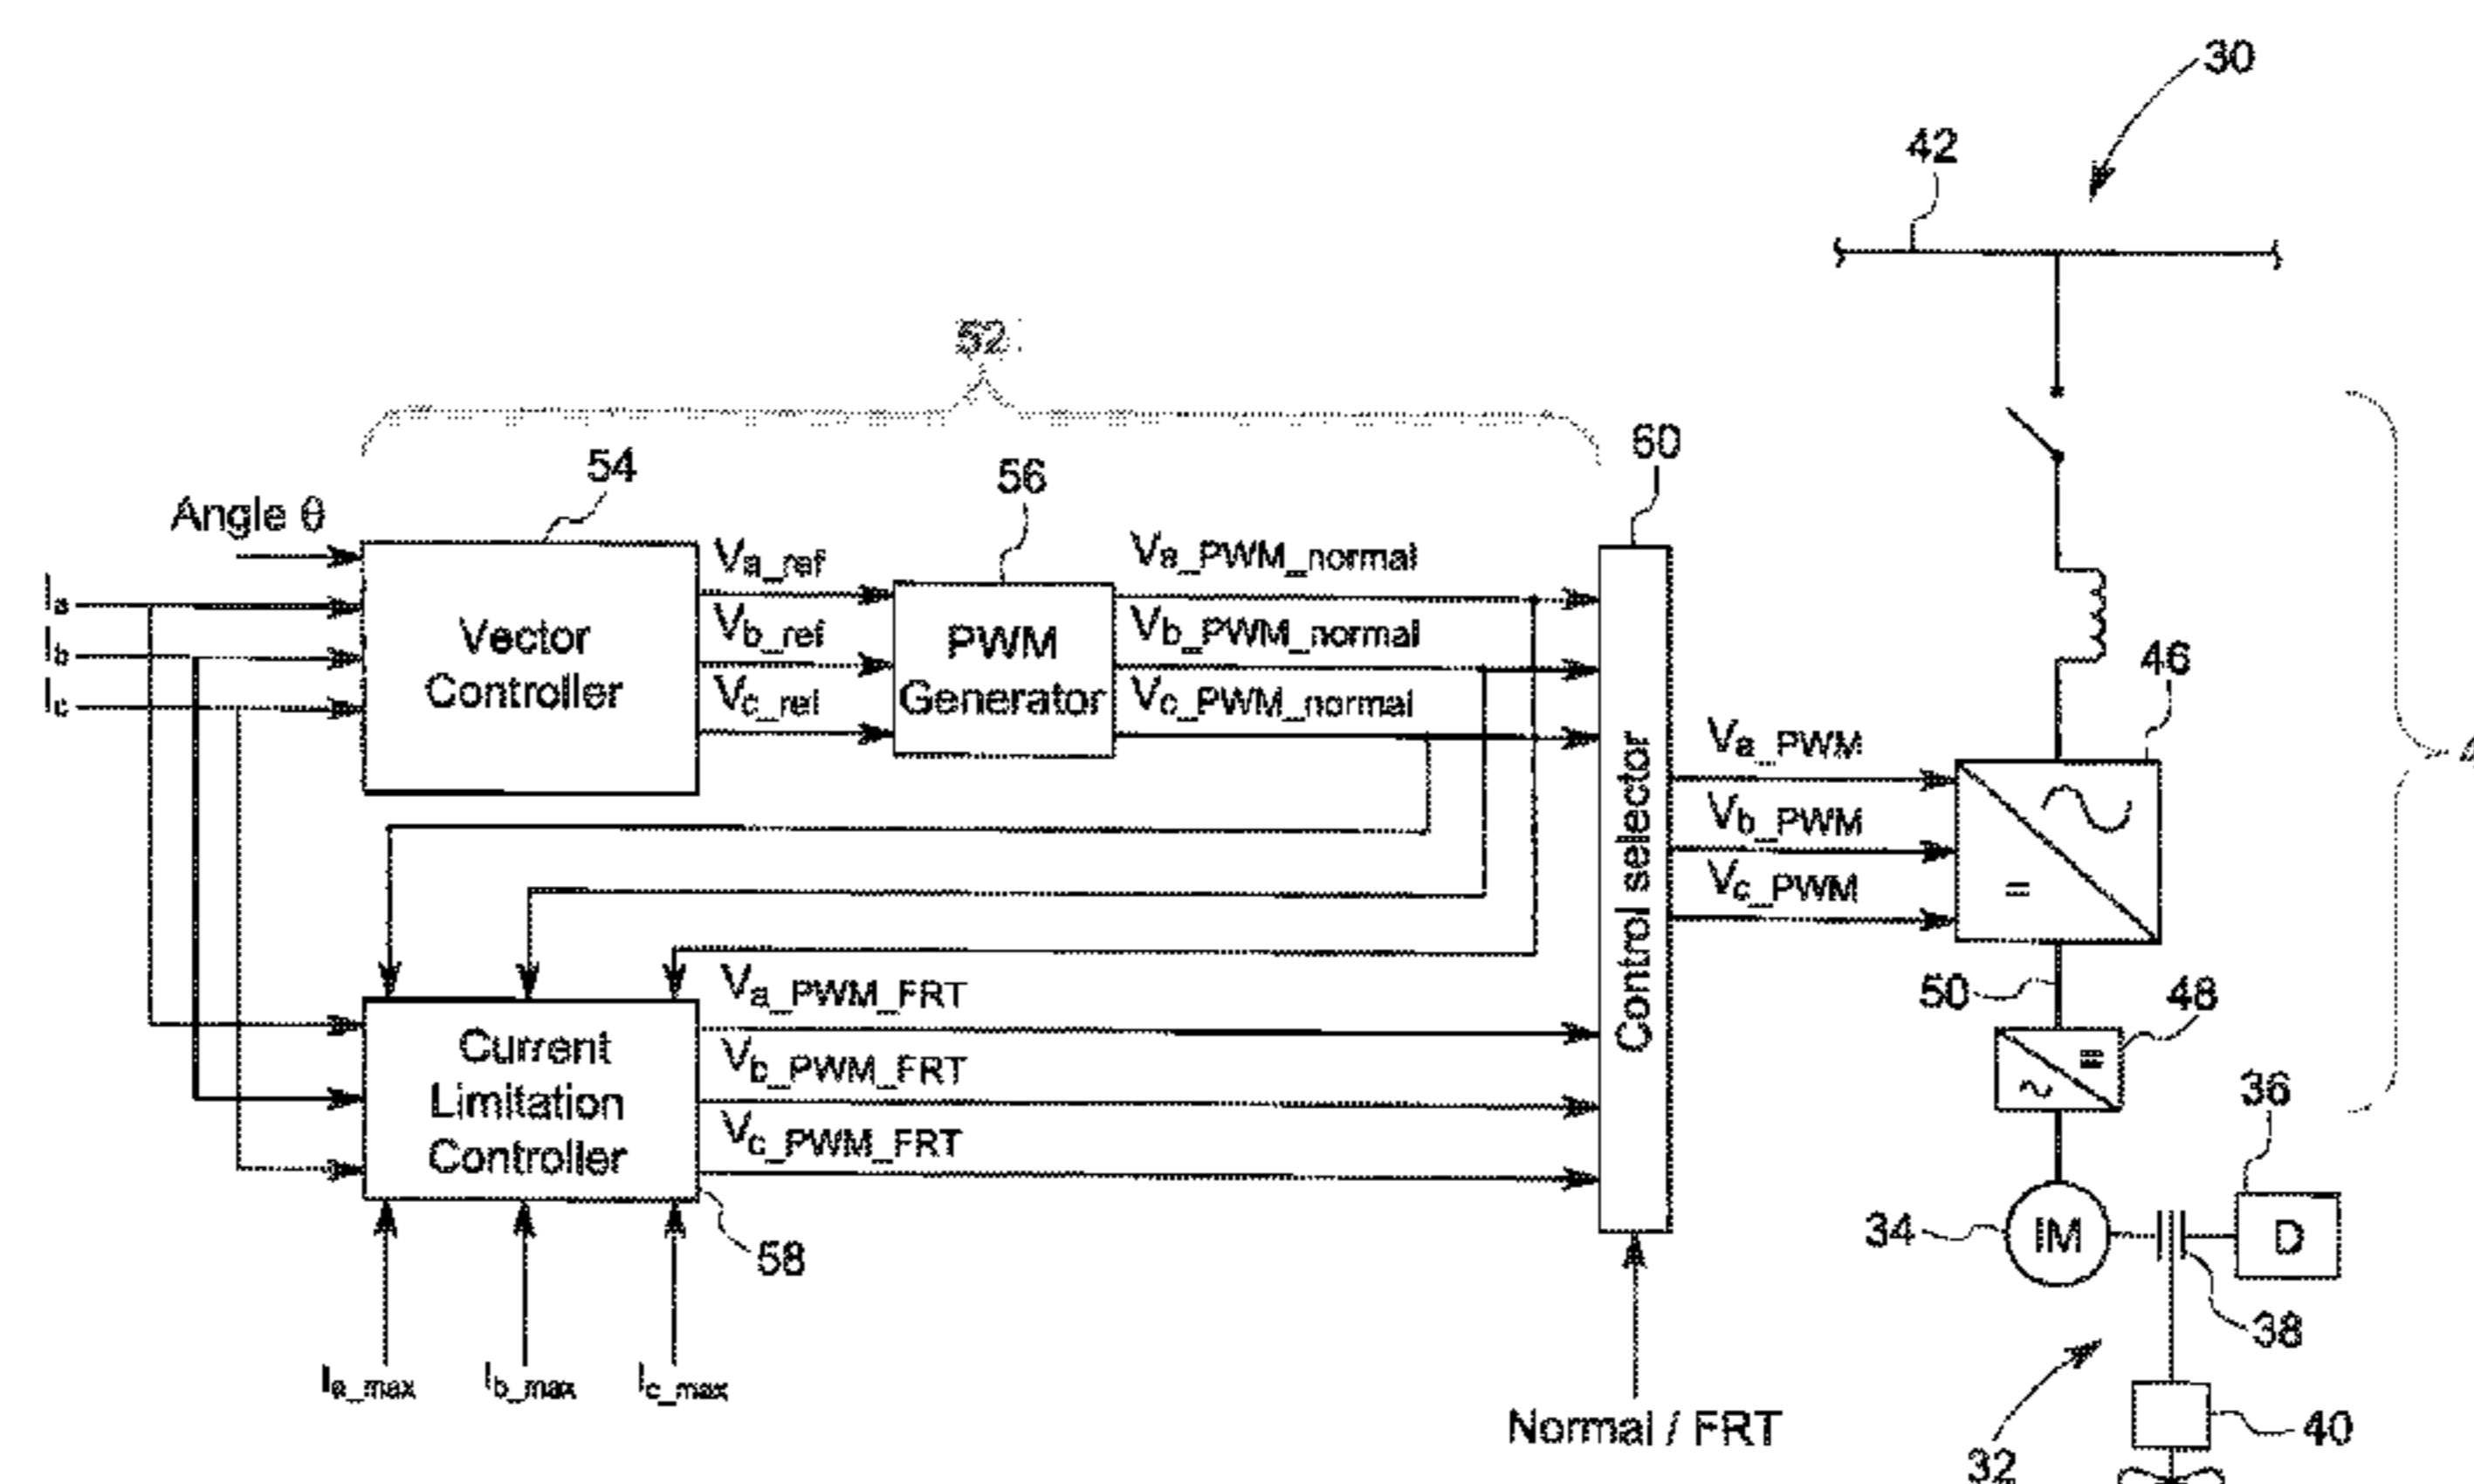 30
42
52
54
56
60
Angle θ
Ia
Ib
Ic
Vector
Controller
Va_ref
Vb_ref
Vc_ref
PWM
Generator
Va_PWM_normal
Vb_PWM_normal
Vc_PWM_normal
Control selector
Va_PWM
Vb_PWM
Vc_PWM
46
=
50
48
Current
Limitation
Controller
Va_PWM_FRT
Vb_PWM_FRT
Vc_PWM_FRT
58
Ia_max
Ib_max
Ic_max
Normal / FRT
34
IM
36
D
38
32
40